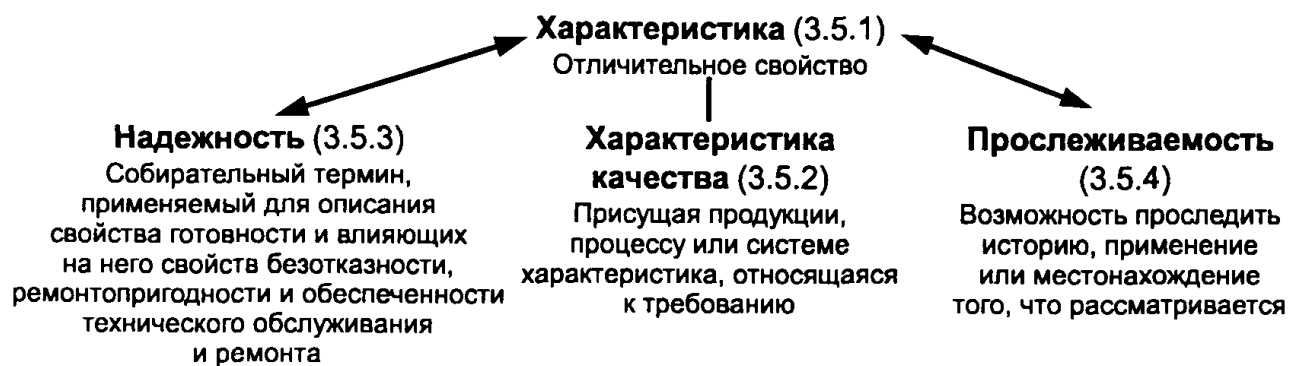 Характеристика (3.5.1)
Отличительное свойство
Надежность (3.5.3)
Собирательный термин,
применяемый для описания
свойства готовности и влияющих
на него свойств безотказности,
ремонтопригодности и обеспеченности
технического обслуживания
и ремонта
Характеристика
качества (3.5.2)
Присущая продукции,
процессу или системе
характеристика, относящаяся
к требованию
Прослеживаемость
(3.5.4)
Возможность проследить
историю, применение
или местонахождение
того, что рассматривается